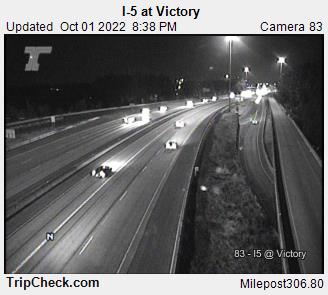 I-5 at Victory
Updated Oct 01 2022 8:38 PM Camera 83
T
N
83 - I5 @ Victory
TripCheck.com Milepost306.80